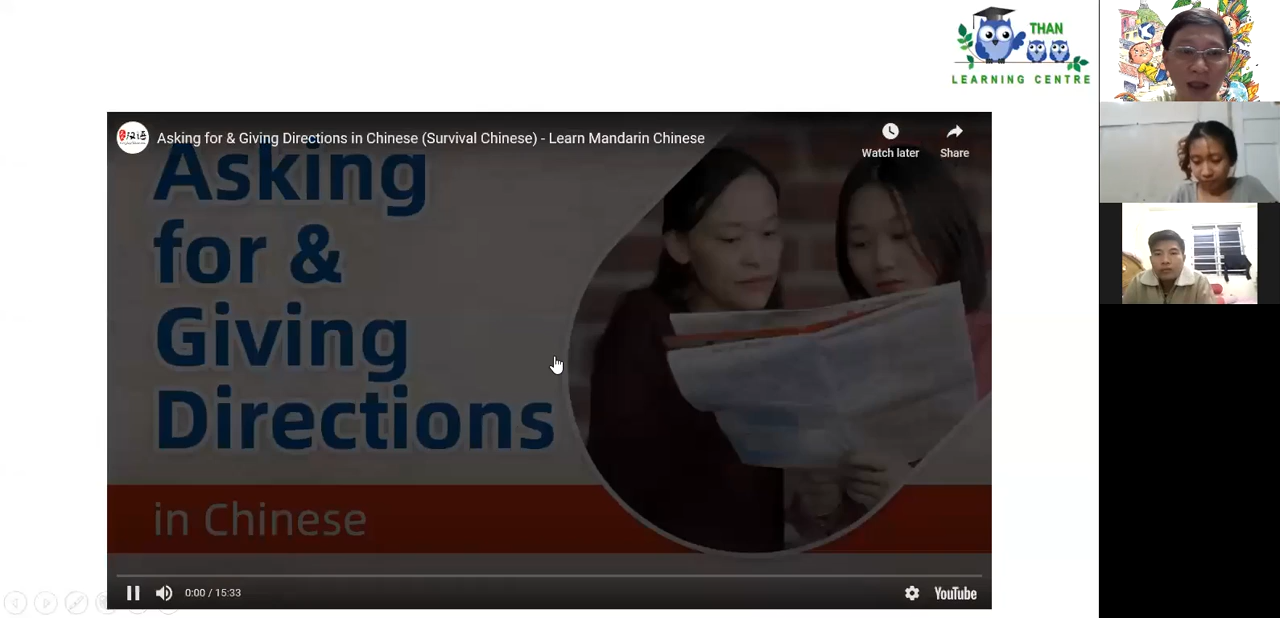 THAN
LEARNING CENTRE
Asking for & Giving Directions in Chinese (Survival Chinese) - Learn Mandarin Chinese
Watch later
Share
Asking
for &
Giving
Directions
in Chinese
0:00 / 15:33
YouTube